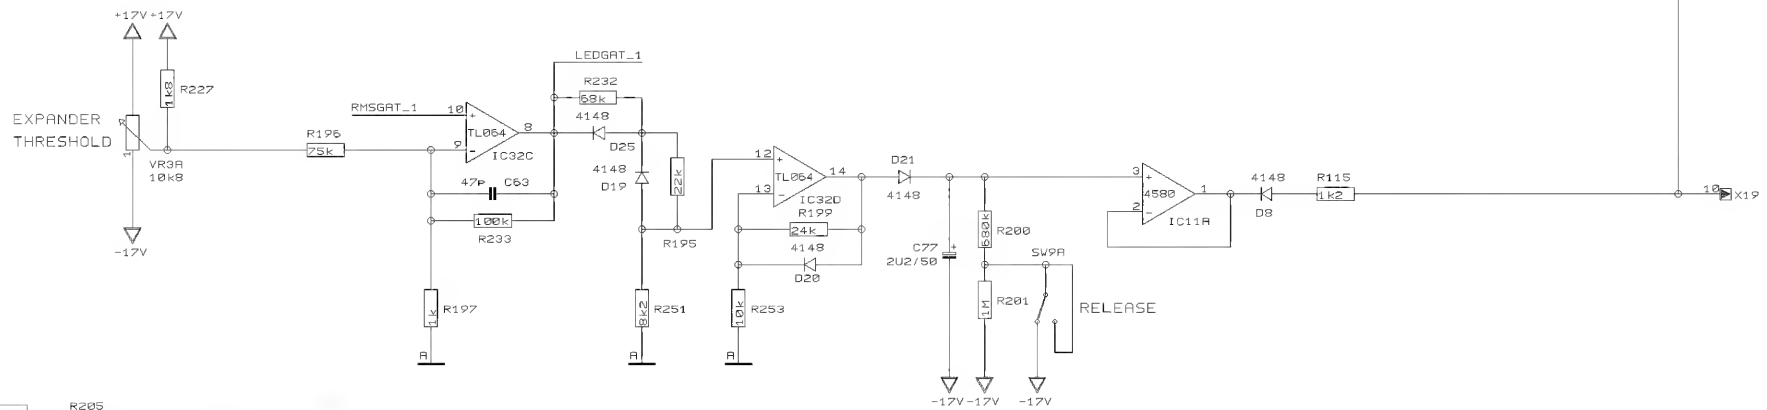 +17V +17V
LEDGAT_1
1k8 R227
R232
68k
RMSGAT_1
10
+
EXPANDER
THRESHOLD
1
VR3A
10kB
R196
75k
9
-
TL064
8
IC32C
4148
D25
4148
D19
22k
R195
47P C63
100k
R233
12
+
13
-
TL064
14
IC32D
R199
24k
4148
D20
D21
4148
3
+
2
-
4580
1
IC11A
4148
D8
R115
1k2
10 X19
-17V
680k R200
C77 +
2U2/50
SW9A
1k R197
8k2 R251
10k R253
1M R201
RELEASE
A
A
A
-17V -17V -17V
R205